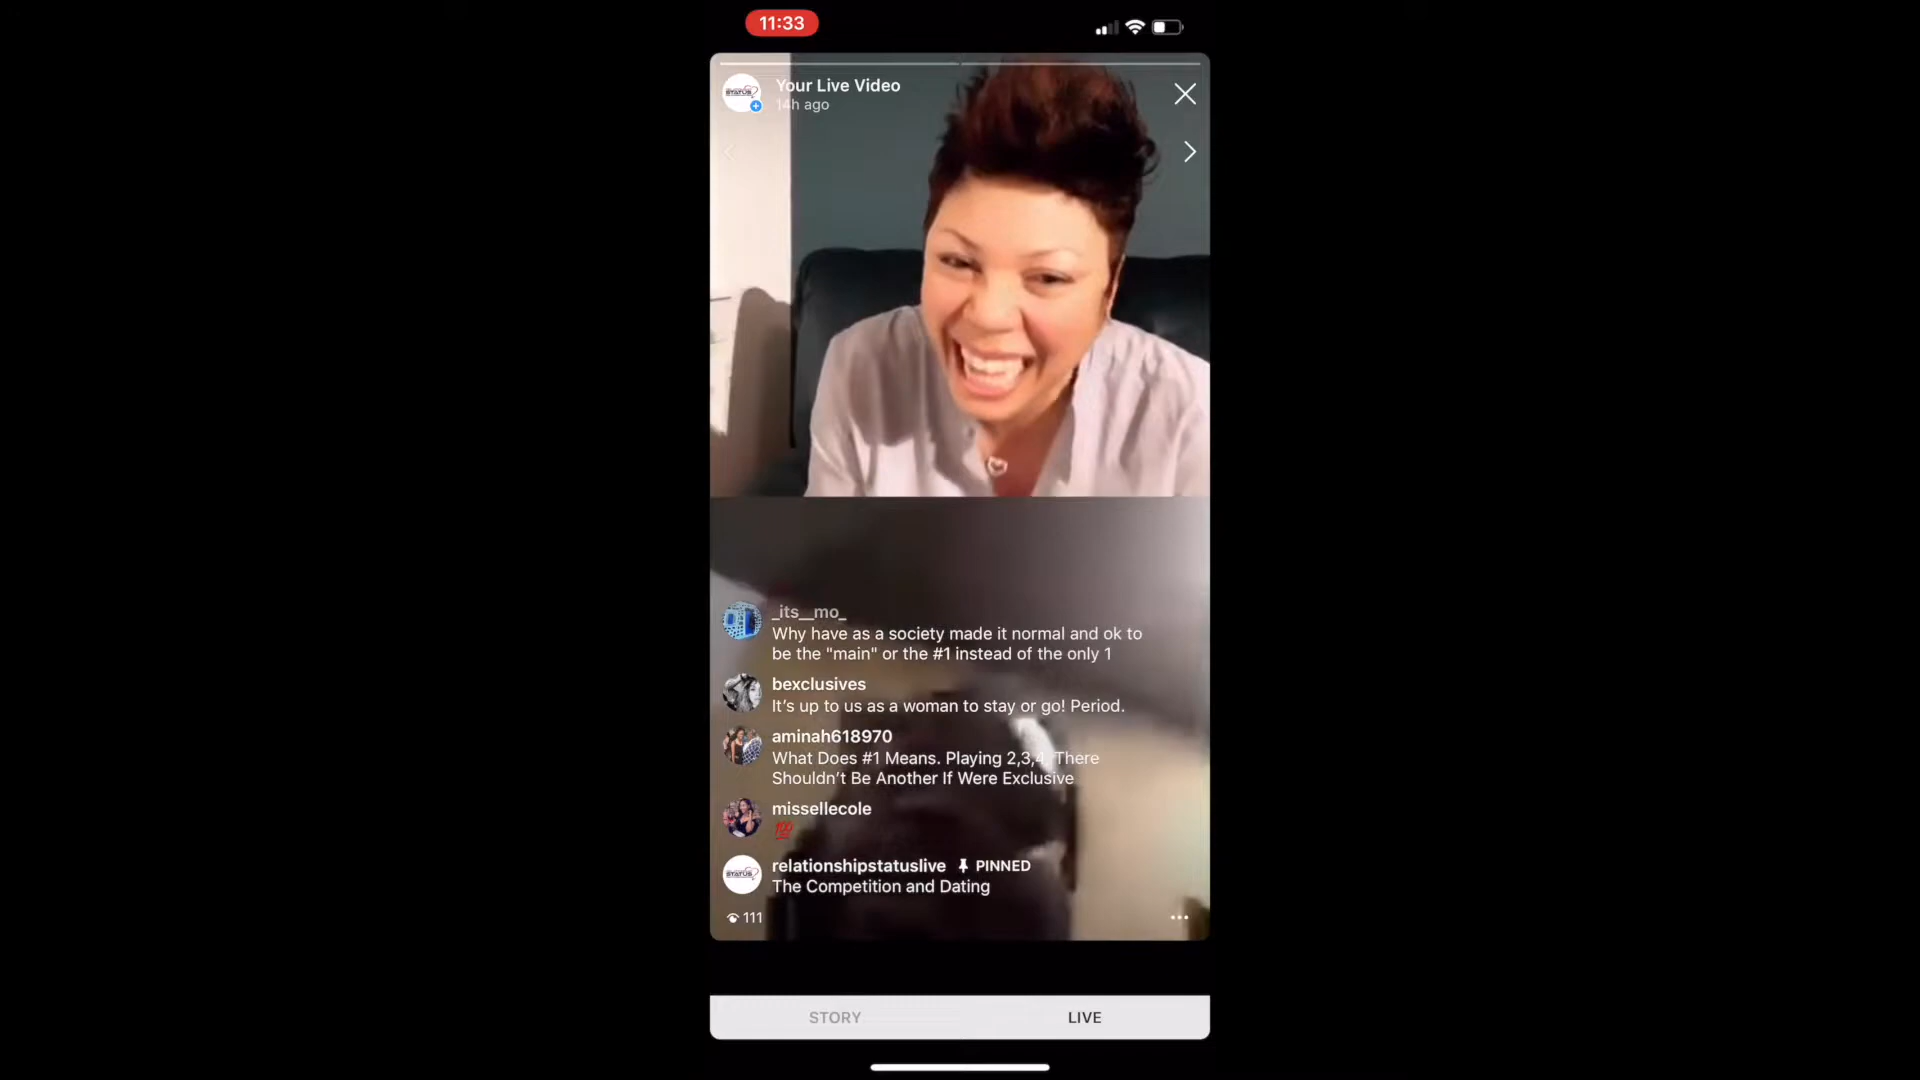 11:33
STATUS
Your Live Video
14h ago
_its__mo_
Why have as a society made it normal and ok to
be the "main" or the #1 instead of the only 1
bexclusives
It's up to us as a woman to stay or go! Period.
aminah618970
What Does #1 Means. Playing 2,3,4, There
Shouldn't Be Another If Were Exclusive
missellecole
💯
relationshipstatuslive PINNED
STATUS
The Competition and Dating
111
STORY
LIVE